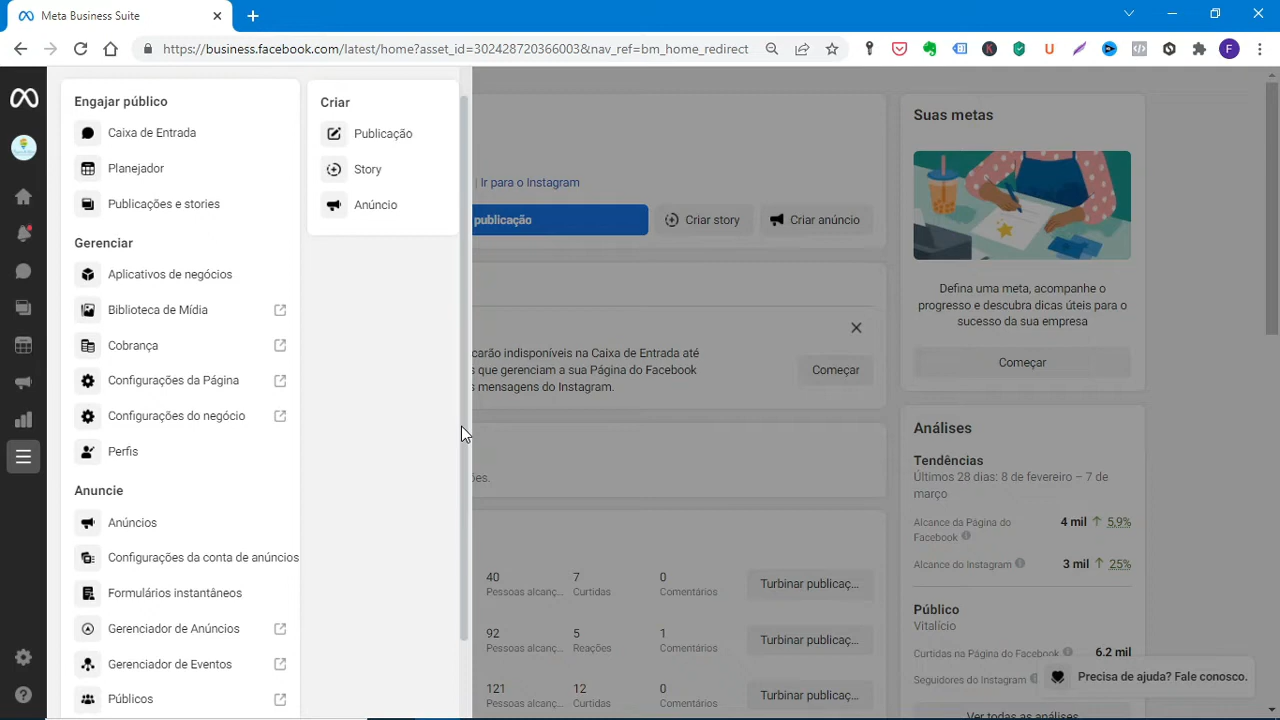 Meta Business Suite
https://business.facebook.com/latest/home?asset_id=302428720366003&nav_ref=bm_home_redirect
Engajar público
Caixa de Entrada
Planejador
Publicações e stories
Gerenciar
Aplicativos de negócios
Biblioteca de Mídia
Cobrança
Configurações da Página
Configurações do negócio
Perfis
Anuncie
Anúncios
Configurações da conta de anúncios
Formulários instantâneos
Gerenciador de Anúncios
Gerenciador de Eventos
Públicos
Criar
Publicação
Story
Anúncio
| Ir para o Instagram
publicação
Criar story
Criar anúncio
carão indisponíveis na Caixa de Entrada até
s que gerenciam a sua Página do Facebook
s mensagens do Instagram.
Começar
ões.
40 7 0
Pessoas alcanç... Curtidas Comentários
Turbinar publicaç...
92 5 1
Pessoas alcanç... Reações Comentários
Turbinar publicaç...
121 12 0
Pessoas alcanç... Curtidas Comentários
Turbinar publicaç...
Suas metas
Defina uma meta, acompanhe o
progresso e descubra dicas úteis para o
sucesso da sua empresa
Começar
Análises
Tendências
Últimos 28 dias: 8 de fevereiro – 7 de
março
Alcance da Página do
Facebook
4 mil ↑ 5,9%
Alcance do Instagram
3 mil ↑ 25%
Público
Vitalício
Curtidas na Página do Facebook
6.2 mil
Seguidores do Instagram
Precisa de ajuda? Fale conosco.
Ver todas as análises
F